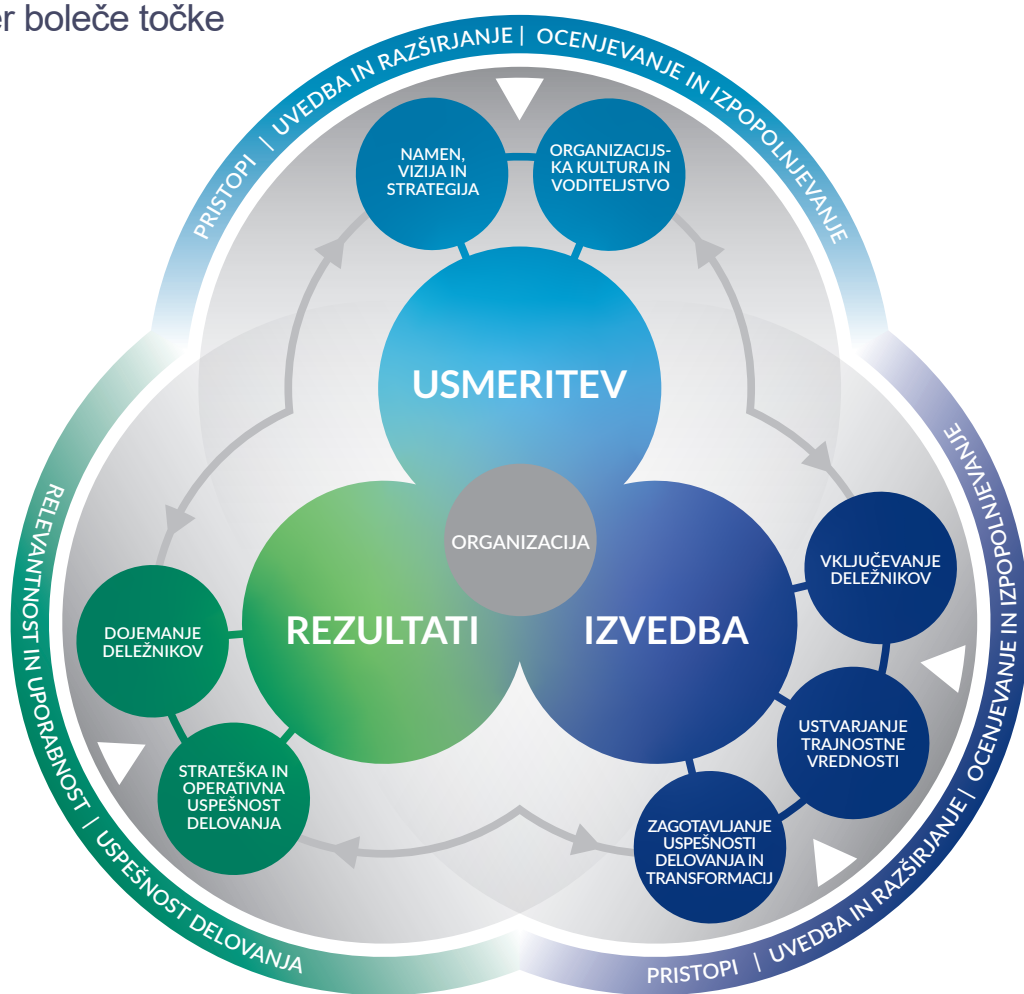 er boleče točke
PRISTOPI | UVEDBA IN RAZŠIRJANJE | OCENJEVANJE IN IZPOPOLNJEVANJE
NAMEN,
VIZIJA IN
STRATEGIJA
ORGANIZACIJS-
KA KULTURA IN
VODITELJSTVO
USMERITEV
ORGANIZACIJA
REZULTATI
IZVEDBA
DOJEMANJE
DELEŽNIKOV
STRATEŠKA IN
OPERATIVNA
USPEŠNOST
DELOVANJA
VKLJUČEVANJE
DELEŽNIKOV
USTVARJANJE
TRAJNOSTNE
VREDNOSTI
ZAGOTAVLJANJE
USPEŠNOSTI
DELOVANJA IN
TRANSFORMACIJ
RELEVANTNOST IN UPORABNOST | USPEŠNOST DELOVANJA
PRISTOPI | UVEDBA IN RAZŠIRJANJE | OCENJEVANJE IN IZPOPOLNJEVANJE